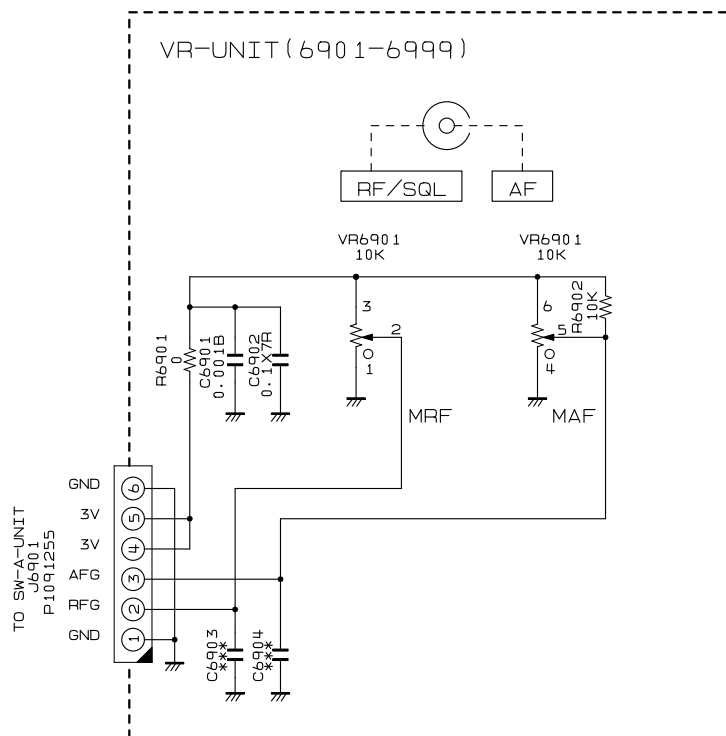 VR-UNIT(6901-6999)
RF/SQL
AF
VR6901
10K
VR6901
10K
3
2
1
6
5
4
R6902
10K
R6901
0
C6901
0.001B
C6902
0.1X7R
MRF
MAF
TO SW-A-UNIT
J6901
P1091255
GND
6
3V
5
3V
4
AFG
3
RFG
2
GND
1
C6903
***
C6904
***